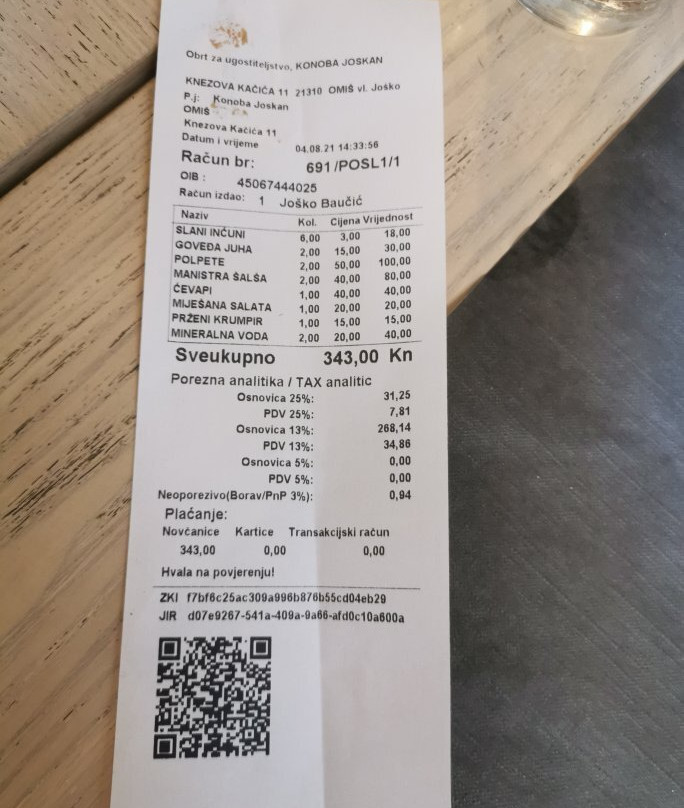 Obrt za ugostiteljstvo, KONOBA JOSKAN
KNEZOVA KAČIĆA 11 21310 OMIŠ vl. Joško
P.j: Konoba Joskan
OMIŠ
Knezova Kačića 11
Datum i vrijeme 04.08.21 14:33:56
Račun br: 691/POSL1/1
OIB : 45067444025
Račun izdao: 1 Joško Baučić
Naziv Kol. Cijena Vrijednost
SLANI INĆUNI 6,00 3,00 18,00
GOVEĐA JUHA 2,00 15,00 30,00
POLPETE 2,00 50,00 100,00
MANISTRA ŠALŠA 2,00 40,00 80,00
ĆEVAPI 1,00 40,00 40,00
MIJEŠANA SALATA 1,00 20,00 20,00
PRŽENI KRUMPIR 1,00 15,00 15,00
MINERALNA VODA 2,00 20,00 40,00
Sveukupno 343,00 Kn
Porezna analitika / TAX analitic
Osnovica 25%: 31,25
PDV 25%: 7,81
Osnovica 13%: 268,14
PDV 13%: 34,86
Osnovica 5%: 0,00
PDV 5%: 0,00
Neoporezivo(Borav/PnP 3%): 0,94
Plaćanje:
Novčanice Kartice Transakcijski račun
343,00 0,00 0,00
Hvala na povjerenju!
ZKI f7bf6c25ac309a996b876b55cd04eb29
JIR d07e9267-541a-409a-9a66-afd0c10a600a